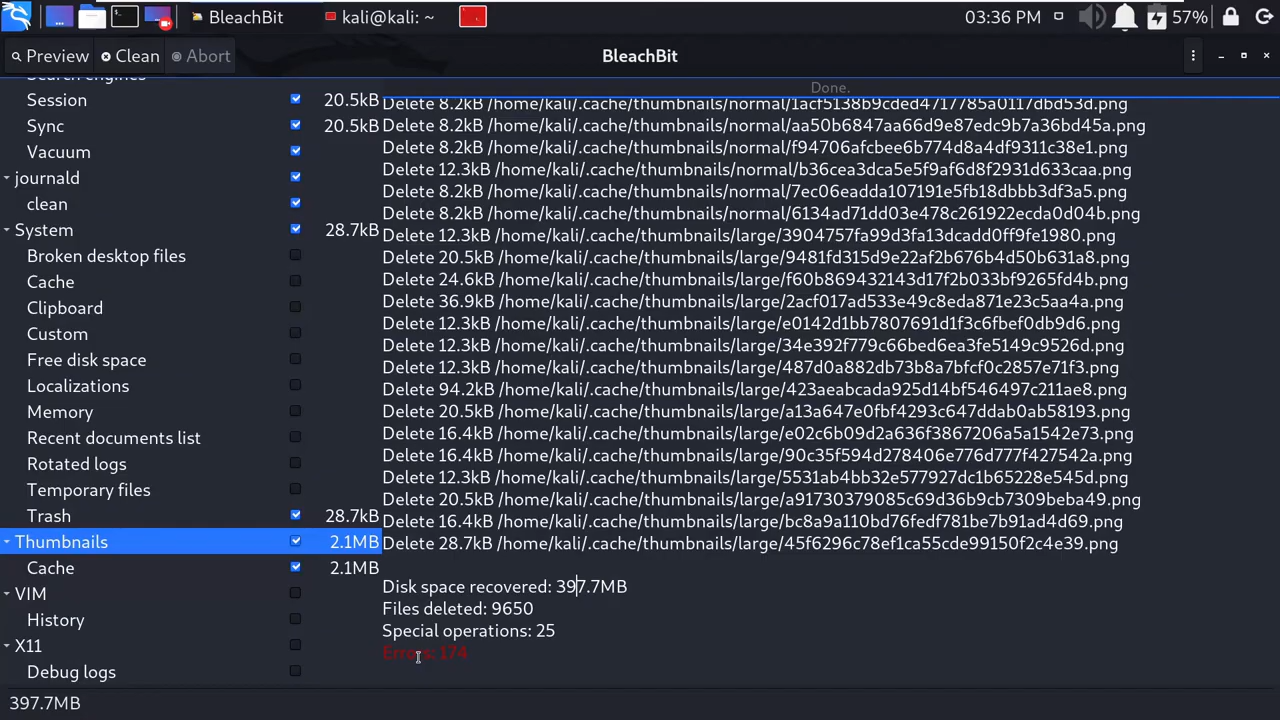 BleachBit
kali@kali: ~
03:36 PM
57%
Preview
Clean
Abort
BleachBit
Search engines
Session 20.5kB
Sync 20.5kB
Vacuum
journald
clean
System 28.7kB
Broken desktop files
Cache
Clipboard
Custom
Free disk space
Localizations
Memory
Recent documents list
Rotated logs
Temporary files
Trash 28.7kB
Thumbnails 2.1MB
Cache 2.1MB
VIM
History
X11
Debug logs
397.7MB
Done.
Delete 8.2kB /home/kali/.cache/thumbnails/normal/1acf5138b9cded4717785a0117dbd53d.png
Delete 8.2kB /home/kali/.cache/thumbnails/normal/aa50b6847aa66d9e87edc9b7a36bd45a.png
Delete 8.2kB /home/kali/.cache/thumbnails/normal/f94706afcbee6b774d8a4df9311c38e1.png
Delete 12.3kB /home/kali/.cache/thumbnails/normal/b36cea3dca5e5f9af6d8f2931d633caa.png
Delete 8.2kB /home/kali/.cache/thumbnails/normal/7ec06eadda107191e5fb18dbbb3df3a5.png
Delete 8.2kB /home/kali/.cache/thumbnails/normal/6134ad71dd03e478c261922ecda0d04b.png
Delete 12.3kB /home/kali/.cache/thumbnails/large/3904757fa99d3fa13dcadd0ff9fe1980.png
Delete 20.5kB /home/kali/.cache/thumbnails/large/9481fd315d9e22af2b676b4d50b631a8.png
Delete 24.6kB /home/kali/.cache/thumbnails/large/f60b869432143d17f2b033bf9265fd4b.png
Delete 36.9kB /home/kali/.cache/thumbnails/large/2acf017ad533e49c8eda871e23c5aa4a.png
Delete 12.3kB /home/kali/.cache/thumbnails/large/e0142d1bb7807691d1f3c6fbef0db9d6.png
Delete 12.3kB /home/kali/.cache/thumbnails/large/34e392f779c66bed6ea3fe5149c9526d.png
Delete 12.3kB /home/kali/.cache/thumbnails/large/487d0a882db73b8a7bfcf0c2857e71f3.png
Delete 94.2kB /home/kali/.cache/thumbnails/large/423aeabcada925d14bf546497c211ae8.png
Delete 20.5kB /home/kali/.cache/thumbnails/large/a13a647e0fbf4293c647ddab0ab58193.png
Delete 16.4kB /home/kali/.cache/thumbnails/large/e02c6b09d2a636f3867206a5a1542e73.png
Delete 16.4kB /home/kali/.cache/thumbnails/large/90c35f594d278406e776d777f427542a.png
Delete 12.3kB /home/kali/.cache/thumbnails/large/5531ab4bb32e577927dc1b65228e545d.png
Delete 20.5kB /home/kali/.cache/thumbnails/large/a91730379085c69d36b9cb7309beba49.png
Delete 16.4kB /home/kali/.cache/thumbnails/large/bc8a9a110bd76fedf781be7b91ad4d69.png
Delete 28.7kB /home/kali/.cache/thumbnails/large/45f6296c78ef1ca55cde99150f2c4e39.png
Disk space recovered: 397.7MB
Files deleted: 9650
Special operations: 25
Errors: 174